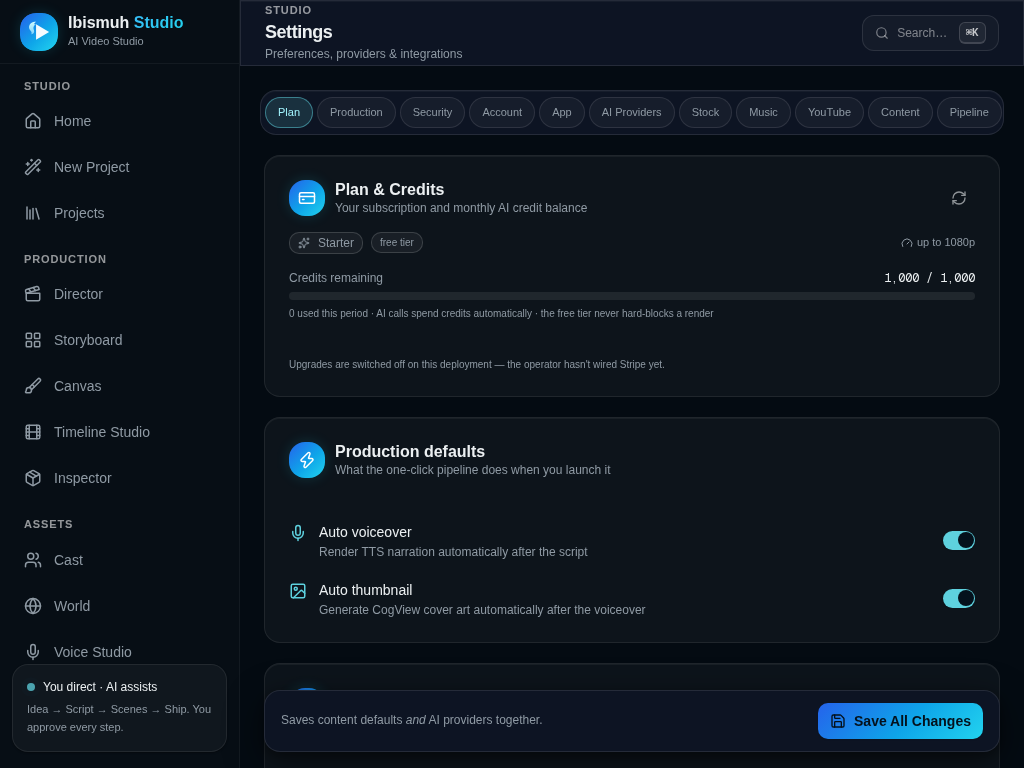 Ibismuh Studio
AI Video Studio
STUDIO
Home
New Project
Projects
PRODUCTION
Director
Storyboard
Canvas
Timeline Studio
Inspector
ASSETS
Cast
World
Voice Studio
You direct · AI assists
Idea → Script → Scenes → Ship. You
approve every step.
STUDIO
Settings
Preferences, providers & integrations
Search… ⌘K
Plan Production Security Account App AI Providers Stock Music YouTube Content Pipeline
Plan & Credits
Your subscription and monthly AI credit balance
Starter free tier up to 1080p
Credits remaining 1,000 / 1,000
0 used this period · AI calls spend credits automatically · the free tier never hard-blocks a render
Upgrades are switched off on this deployment — the operator hasn't wired Stripe yet.
Production defaults
What the one-click pipeline does when you launch it
Auto voiceover
Render TTS narration automatically after the script
Auto thumbnail
Generate CogView cover art automatically after the voiceover
Saves content defaults and AI providers together.
Save All Changes